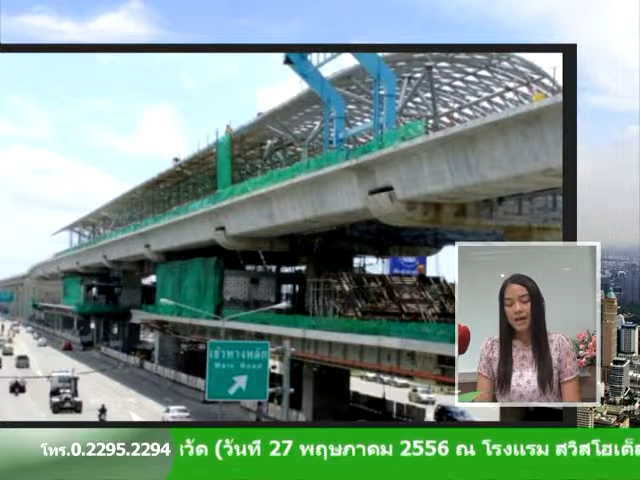 เข้าทางหลัก
Main Road
โทร.0.2295.2294
วัด (วันที่ 27 พฤษภาคม 2556 ณ โรงแรม สวิสโฮเต็ล